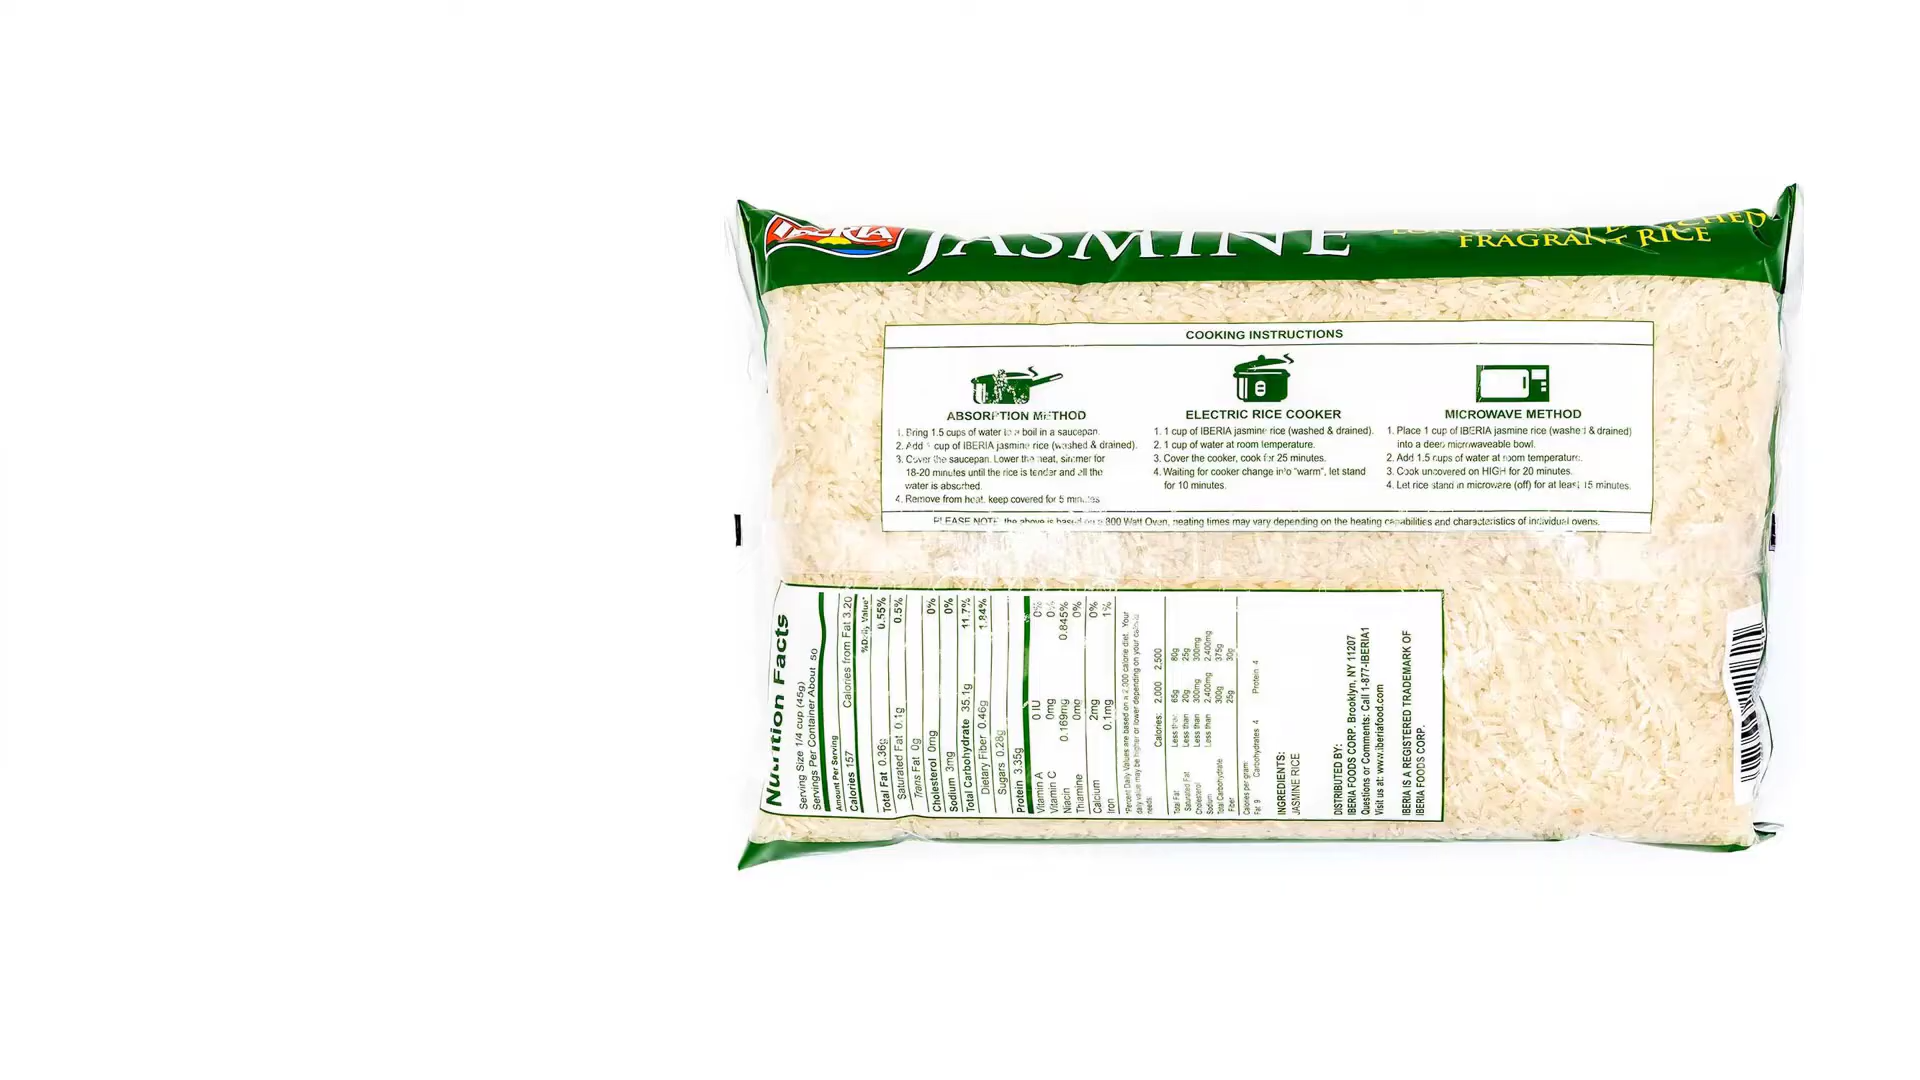 IBERIA
JASMINE
FRAGRANT RICE
COOKING INSTRUCTIONS
ABSORPTION METHOD
1. Bring 1.5 cups of water to a boil in a saucepan.
2. Add 1 cup of IBERIA jasmine rice (washed & drained).
3. Cover the saucepan. Lower the heat, simmer for
18-20 minutes until the rice is tender and all the
water is absorbed.
4. Remove from heat, keep covered for 5 minutes
ELECTRIC RICE COOKER
1. 1 cup of IBERIA jasmine rice (washed & drained).
2. 1 cup of water at room temperature.
3. Cover the cooker, cook for 25 minutes.
4. Waiting for cooker change into "warm", let stand
for 10 minutes.
MICROWAVE METHOD
1. Place 1 cup of IBERIA jasmine rice (washed & drained)
into a deep microwaveable bowl.
2. Add 1.5 cups of water at room temperature.
3. Cook uncovered on HIGH for 20 minutes.
4. Let rice stand in microwave (off) for at least 15 minutes.
PLEASE NOTE: the above is based on a 800 Watt Oven, heating times may vary depending on the heating capabilities and characteristics of individual ovens.
Nutrition Facts
Serving Size 1/4 cup (45g)
Servings Per Container About 50
Amount Per Serving
Calories 157 Calories from Fat 3.20
%Daily Value*
Total Fat 0.36g 0.55%
Saturated Fat 0.1g 0.5%
Trans Fat 0g
Cholesterol 0mg 0%
Sodium 3mg 0%
Total Carbohydrate 35.1g 11.7%
Dietary Fiber 0.46g 1.84%
Sugars 0.28g
Protein 3.35g
Vitamin A 0 IU 0%
Vitamin C 0mg 0%
Niacin 0.169mg 0.845%
Thiamine 0mg 0%
Calcium 2mg 0%
Iron 0.1mg 1%
*Percent Daily Values are based on a 2,000 calorie diet. Your
daily value may be higher or lower depending on your calorie
needs:
Calories: 2,000 2,500
Total Fat Less than 65g 80g
Saturated Fat Less than 20g 25g
Cholesterol Less than 300mg 300mg
Sodium Less than 2,400mg 2,400mg
Total Carbohydrate 300g 375g
Fiber 25g 30g
Calories per gram:
Fat 9 Carbohydrates 4 Protein 4
INGREDIENTS:
JASMINE RICE
DISTRIBUTED BY:
IBERIA FOODS CORP. Brooklyn, NY 11207
Questions or Comments: Call 1-877-IBERIA1
Visit us at: www.iberiafood.com
IBERIA IS A REGISTERED TRADEMARK OF
IBERIA FOODS CORP.